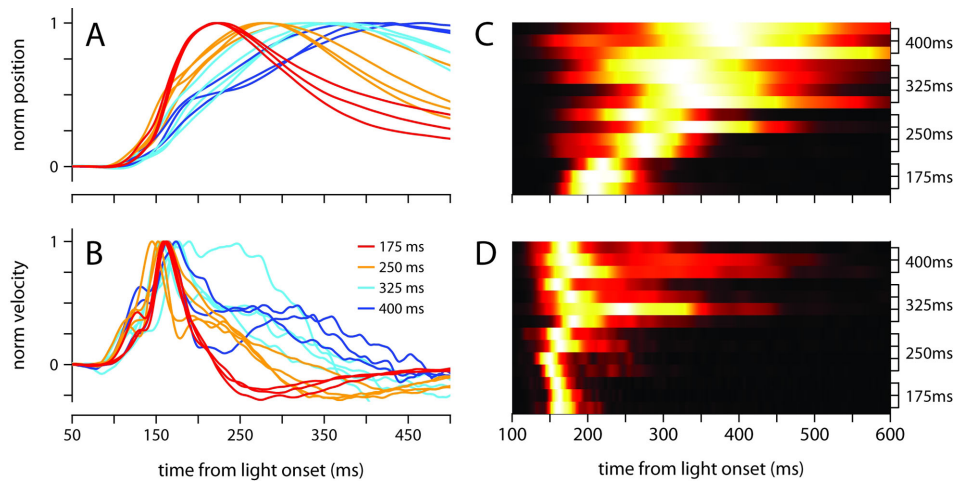 A
norm position
1
0
C
400ms
325ms
250ms
175ms
B
norm velocity
1
0
175 ms
250 ms
325 ms
400 ms
50
150
250
350
450
time from light onset (ms)
D
400ms
325ms
250ms
175ms
100
200
300
400
500
600
time from light onset (ms)